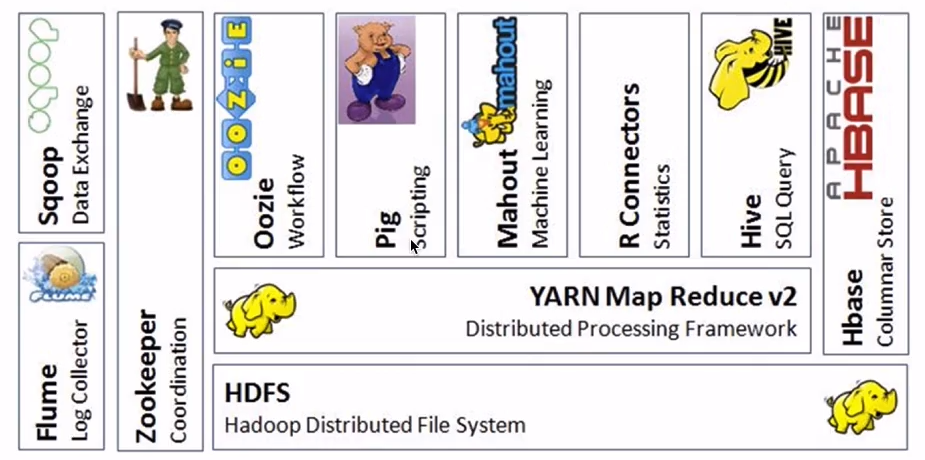 Sqoop
Data Exchange
Flume
Log Collector
FLUME
Zookeeper
Coordination
OOZIE
Oozie
Workflow
Pig
Scripting
mahout
Mahout
Machine Learning
R Connectors
Statistics
HIVE
Hive
SQL Query
APACHE
HBASE
Hbase
Columnar Store
YARN Map Reduce v2
Distributed Processing Framework
HDFS
Hadoop Distributed File System